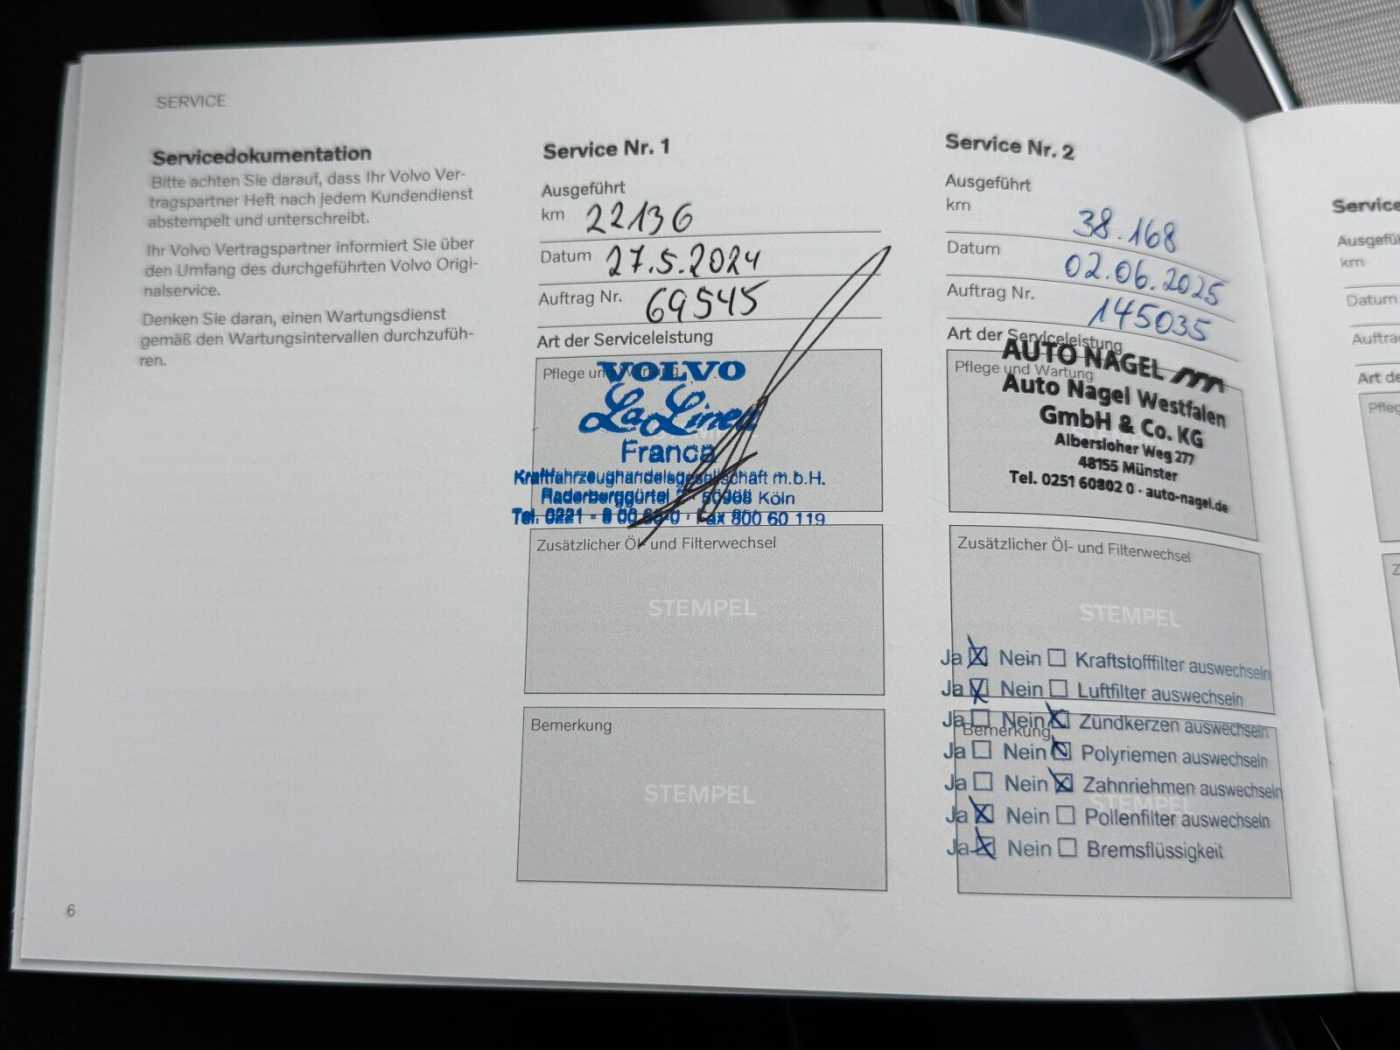 SERVICE
Servicedokumentation
Bitte achten Sie darauf, dass Ihr Volvo Ver-
tragspartner Heft nach jedem Kundendienst
abstempelt und unterschreibt.
Ihr Volvo Vertragspartner informiert Sie über
den Umfang des durchgeführten Volvo Origi-
nalservice.
Denken Sie daran, einen Wartungsdienst
gemäß den Wartungsintervallen durchzufüh-
ren.
6
Service Nr. 1
Ausgeführt
km 22136
Datum 27.5.2024
Auftrag Nr. 69545
Art der Serviceleistung
Pflege und Wartung
VOLVO
La Linea
Franca
Kraftfahrzeughandelsgesellschaft m.b.H.
Raderberggürtel 50968 Köln
Fax 800 60 119
Zusätzlicher Öl- und Filterwechsel
STEMPEL
Bemerkung
STEMPEL
Service Nr. 2
Ausgeführt
km 38.168
Datum 02.06.2025
Auftrag Nr. 145035
Art der Serviceleistung
Pflege und Wartung
AUTO NAGEL
Auto Nagel Westfalen
GmbH & Co. KG
Albersloher Weg 277
48155 Münster
Tel. 0251 60802 0 - auto-nagel.de
Zusätzlicher Öl- und Filterwechsel
STEMPEL
Ja ☒ Nein ☐ Kraftstofffilter auswechseln
Ja ☒ Nein ☐ Luftfilter auswechseln
Ja ☐ Nein ☒ Zündkerzen auswechseln
Bemerkung
Ja ☐ Nein ☒ Polyriemen auswechseln
Ja ☐ Nein ☒ Zahnriehmen auswechseln
STEMPEL
Ja ☒ Nein ☐ Pollenfilter auswechseln
Ja ☒ Nein ☐ Bremsflüssigkeit
Service
km
Datum